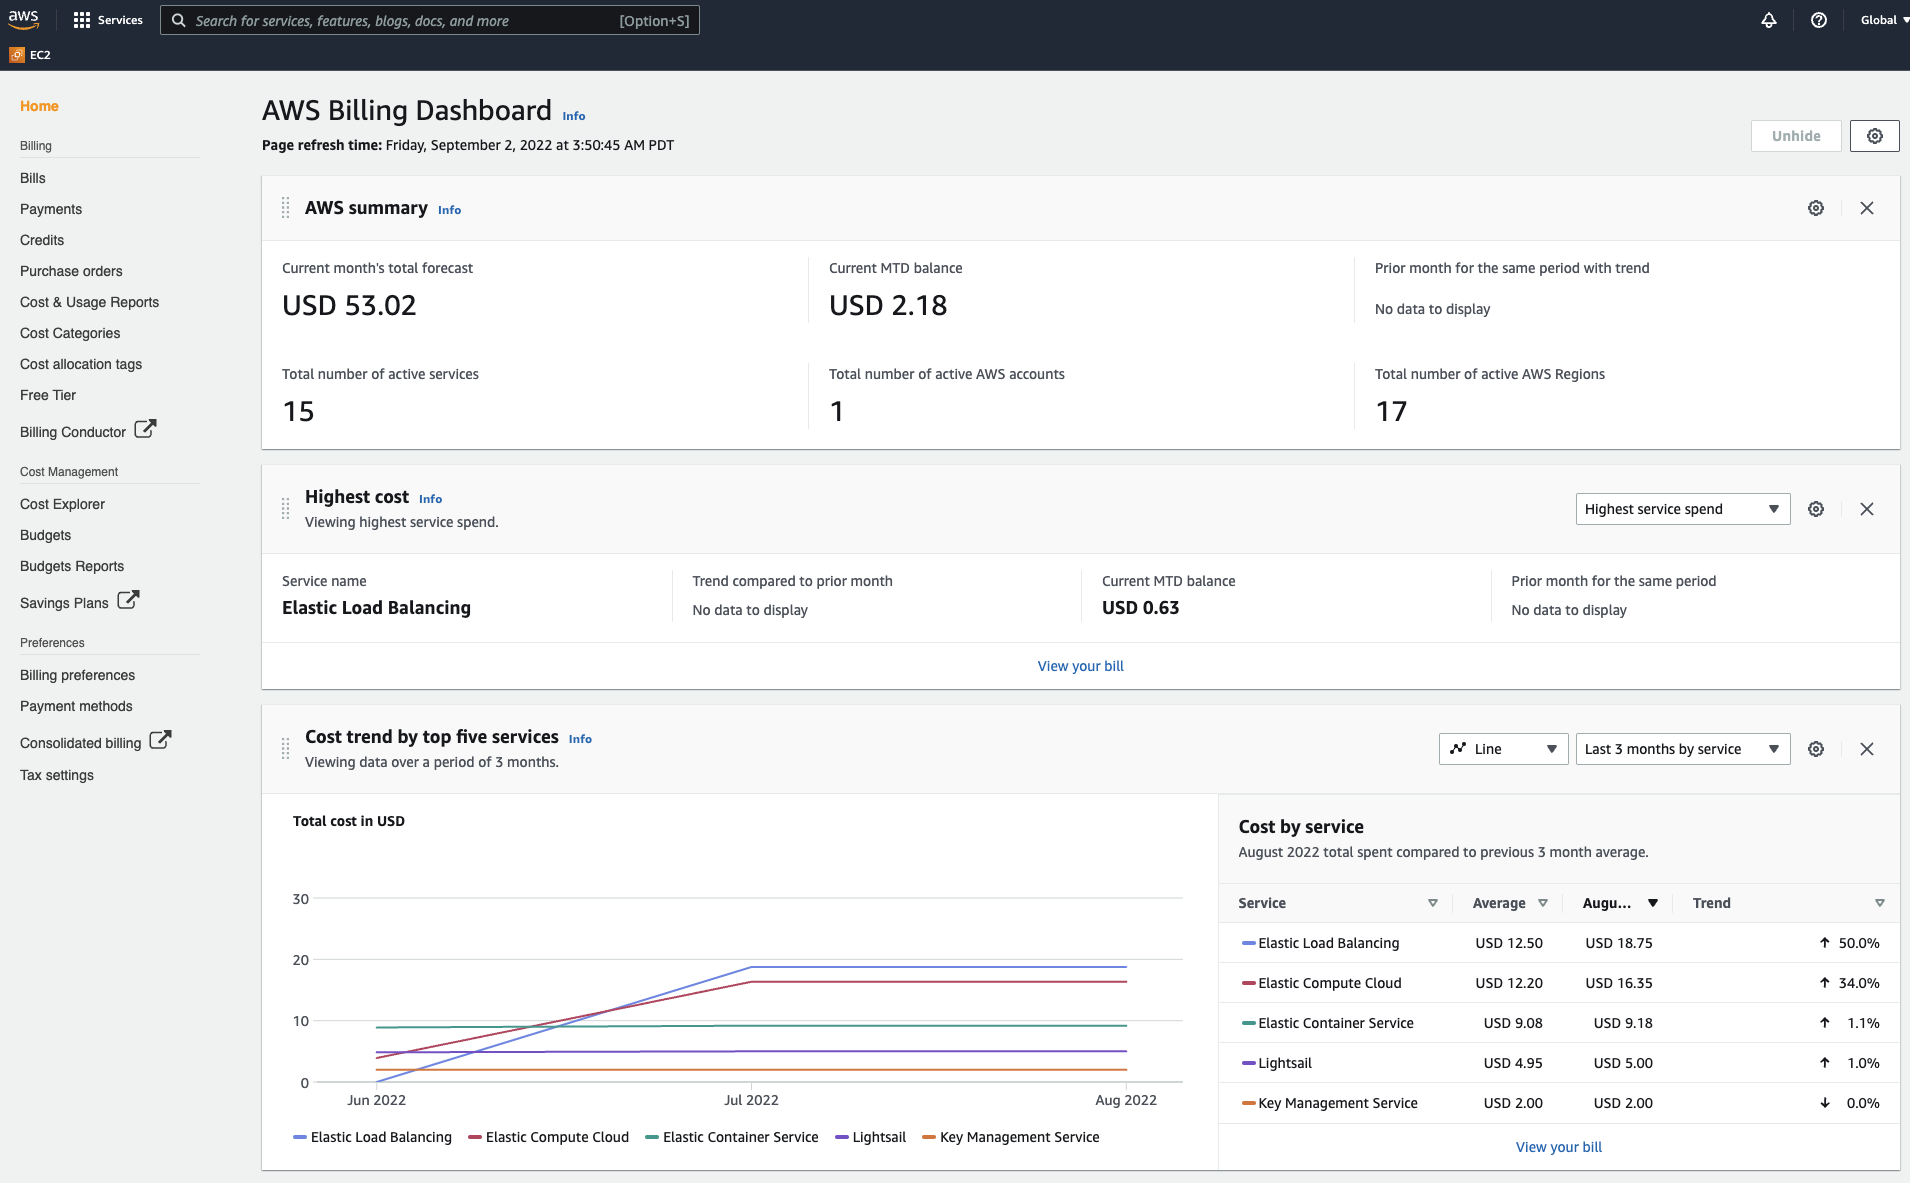 aws
Services
Search for services, features, blogs, docs, and more
[Option+S]
Global
EC2
Home
Billing
Bills
Payments
Credits
Purchase orders
Cost & Usage Reports
Cost Categories
Cost allocation tags
Free Tier
Billing Conductor
Cost Management
Cost Explorer
Budgets
Budgets Reports
Savings Plans
Preferences
Billing preferences
Payment methods
Consolidated billing
Tax settings
AWS Billing Dashboard Info
Page refresh time: Friday, September 2, 2022 at 3:50:45 AM PDT
Unhide
AWS summary Info
Current month's total forecast
USD 53.02
Current MTD balance
USD 2.18
Prior month for the same period with trend
No data to display
Total number of active services
15
Total number of active AWS accounts
1
Total number of active AWS Regions
17
Highest cost Info
Viewing highest service spend.
Highest service spend
Service name
Elastic Load Balancing
Trend compared to prior month
No data to display
Current MTD balance
USD 0.63
Prior month for the same period
No data to display
View your bill
Cost trend by top five services Info
Viewing data over a period of 3 months.
Line
Last 3 months by service
Total cost in USD
30
20
10
0
Jun 2022
Jul 2022
Aug 2022
Elastic Load Balancing
Elastic Compute Cloud
Elastic Container Service
Lightsail
Key Management Service
Cost by service
August 2022 total spent compared to previous 3 month average.
Service Average Augu... Trend
Elastic Load Balancing USD 12.50 USD 18.75 ↑ 50.0%
Elastic Compute Cloud USD 12.20 USD 16.35 ↑ 34.0%
Elastic Container Service USD 9.08 USD 9.18 ↑ 1.1%
Lightsail USD 4.95 USD 5.00 ↑ 1.0%
Key Management Service USD 2.00 USD 2.00 ↓ 0.0%
View your bill